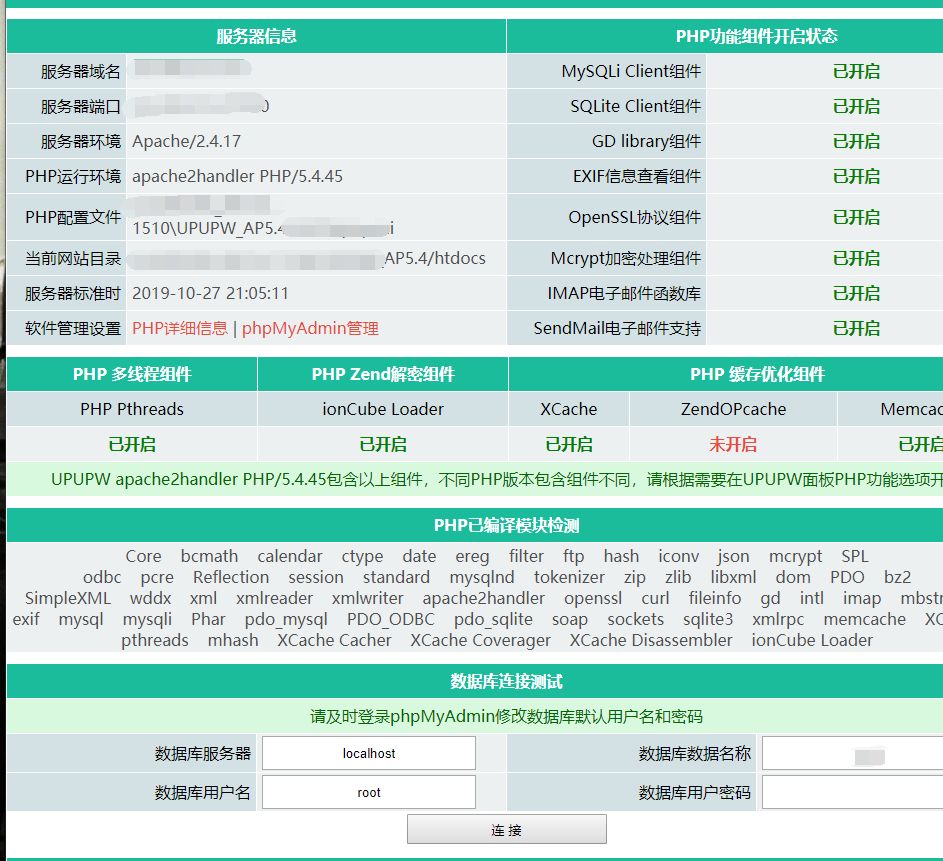 服务器信息 PHP功能组件开启状态
服务器域名 MySQLi Client组件 已开启
服务器端口 0 SQLite Client组件 已开启
服务器环境 Apache/2.4.17 GD library组件 已开启
PHP运行环境 apache2handler PHP/5.4.45 EXIF信息查看组件 已开启
PHP配置文件 1510\UPUPW_AP5.4 i OpenSSL协议组件 已开启
当前网站目录 _AP5.4/htdocs Mcrypt加密处理组件 已开启
服务器标准时 2019-10-27 21:05:11 IMAP电子邮件函数库 已开启
软件管理设置 PHP详细信息 | phpMyAdmin管理 SendMail电子邮件支持 已开启
PHP 多线程组件 PHP Zend解密组件 PHP 缓存优化组件
PHP Pthreads ionCube Loader XCache ZendOPcache Memcac
已开启 已开启 已开启 未开启 已开启
UPUPW apache2handler PHP/5.4.45包含以上组件，不同PHP版本包含组件不同，请根据需要在UPUPW面板PHP功能选项开
PHP已编译模块检测
Core bcmath calendar ctype date ereg filter ftp hash iconv json mcrypt SPL
odbc pcre Reflection session standard mysqlnd tokenizer zip zlib libxml dom PDO bz2
SimpleXML wddx xml xmlreader xmlwriter apache2handler openssl curl fileinfo gd intl imap mbstr
exif mysql mysqli Phar pdo_mysql PDO_ODBC pdo_sqlite soap sockets sqlite3 xmlrpc memcache XC
pthreads mhash XCache Cacher XCache Coverager XCache Disassembler ionCube Loader
数据库连接测试
请及时登录phpMyAdmin修改数据库默认用户名和密码
数据库服务器 localhost 数据库数据名称
数据库用户名 root 数据库用户密码
连 接